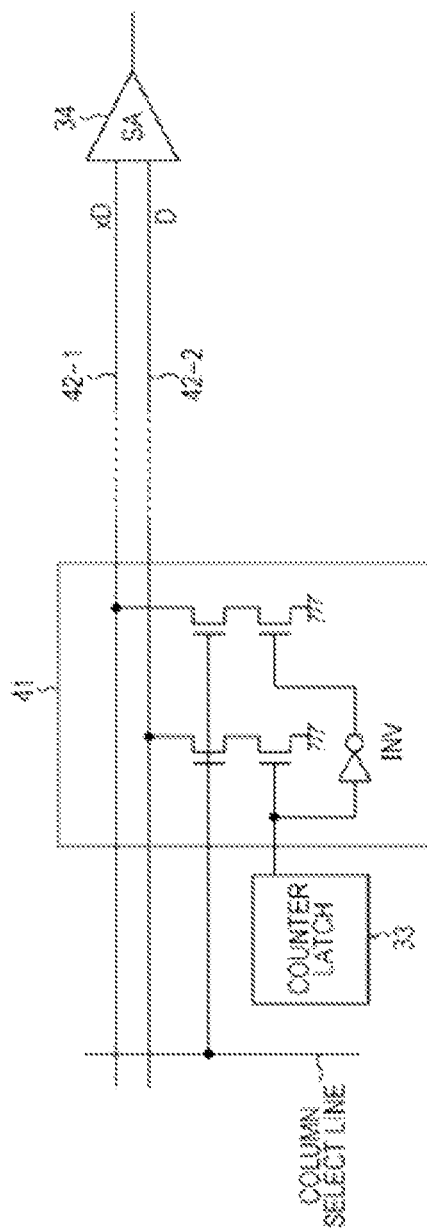 34
SA
xD
D
42-1
42-2
41
INV
COUNTER
LATCH
33
COLUMN
SELECT LINE